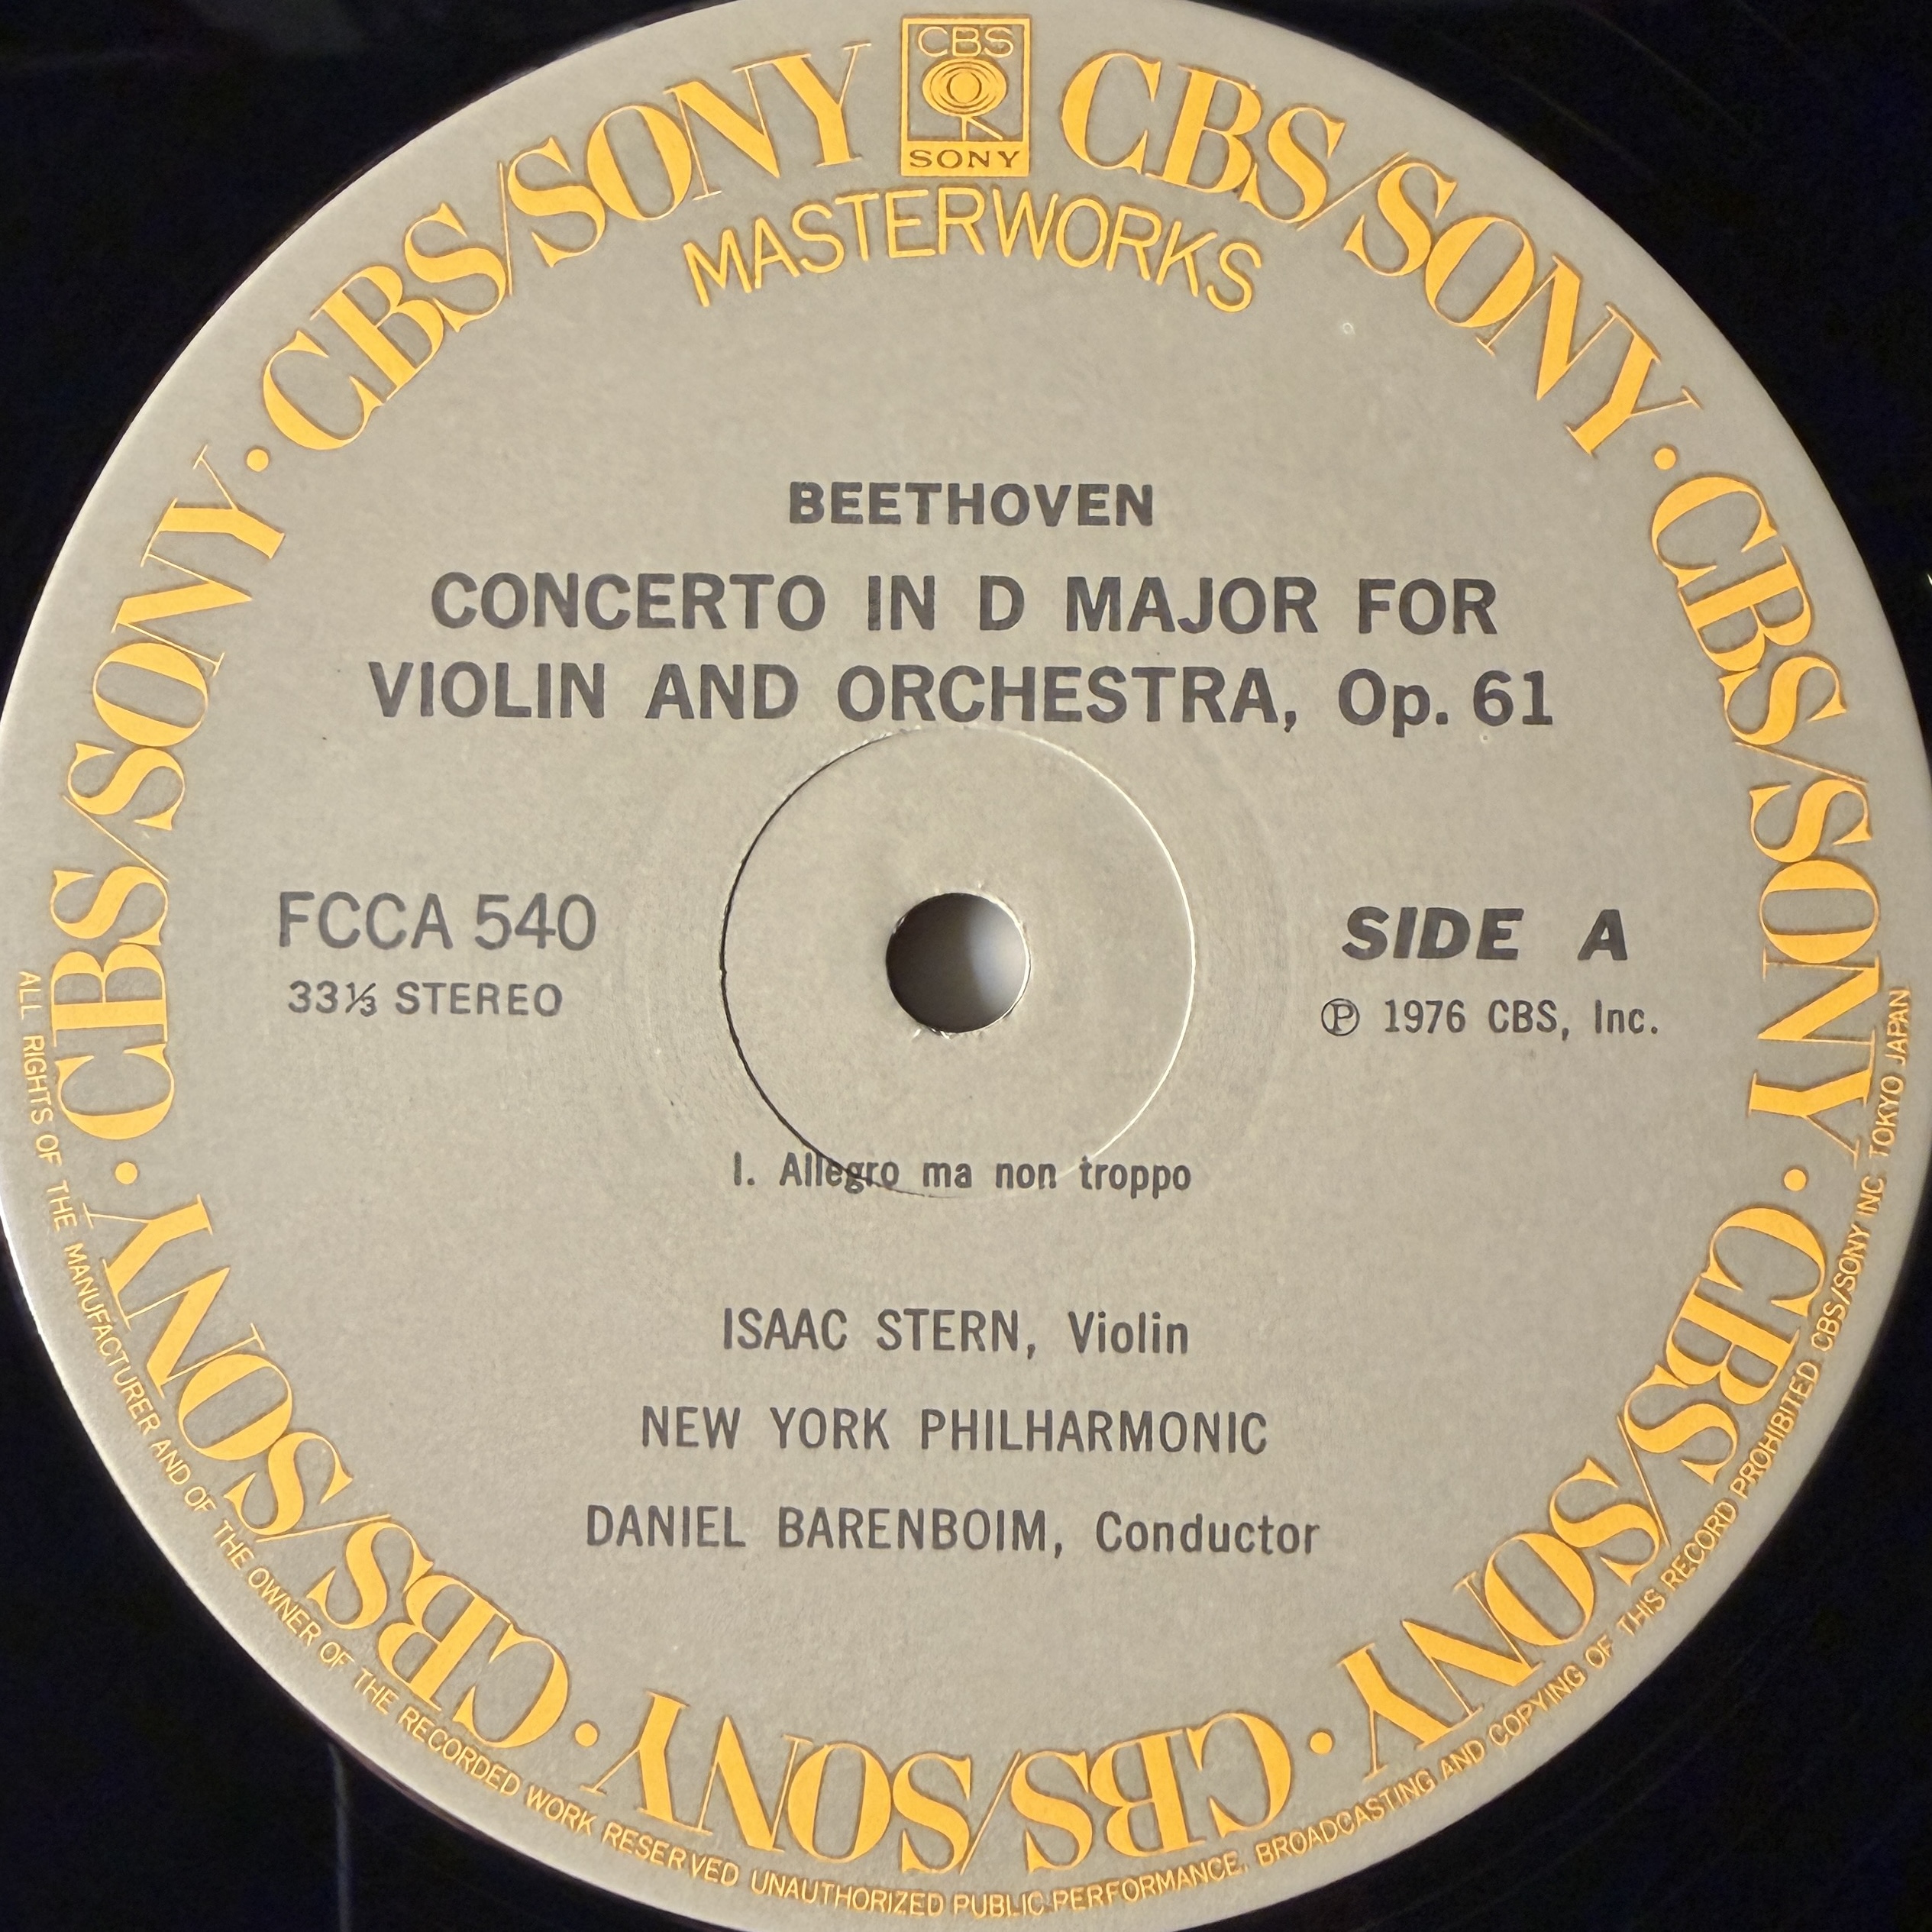 CBS
SONY
CBS/SONY · CBS/SONY · CBS/SONY · CBS/SONY · CBS/SONY · CBS/SONY · CBS/SONY · CBS/SONY · CBS/SONY
MASTERWORKS
BEETHOVEN
CONCERTO IN D MAJOR FOR
VIOLIN AND ORCHESTRA, Op. 61
FCCA 540
33⅓ STEREO
SIDE A
℗ 1976 CBS, Inc.
I. Allegro ma non troppo
ISAAC STERN, Violin
NEW YORK PHILHARMONIC
DANIEL BARENBOIM, Conductor
ALL RIGHTS OF THE MANUFACTURER AND OF THE OWNER OF THE RECORDED WORK RESERVED UNAUTHORIZED PUBLIC PERFORMANCE, BROADCASTING AND COPYING OF THIS RECORD PROHIBITED CBS/SONY INC TOKYO JAPAN